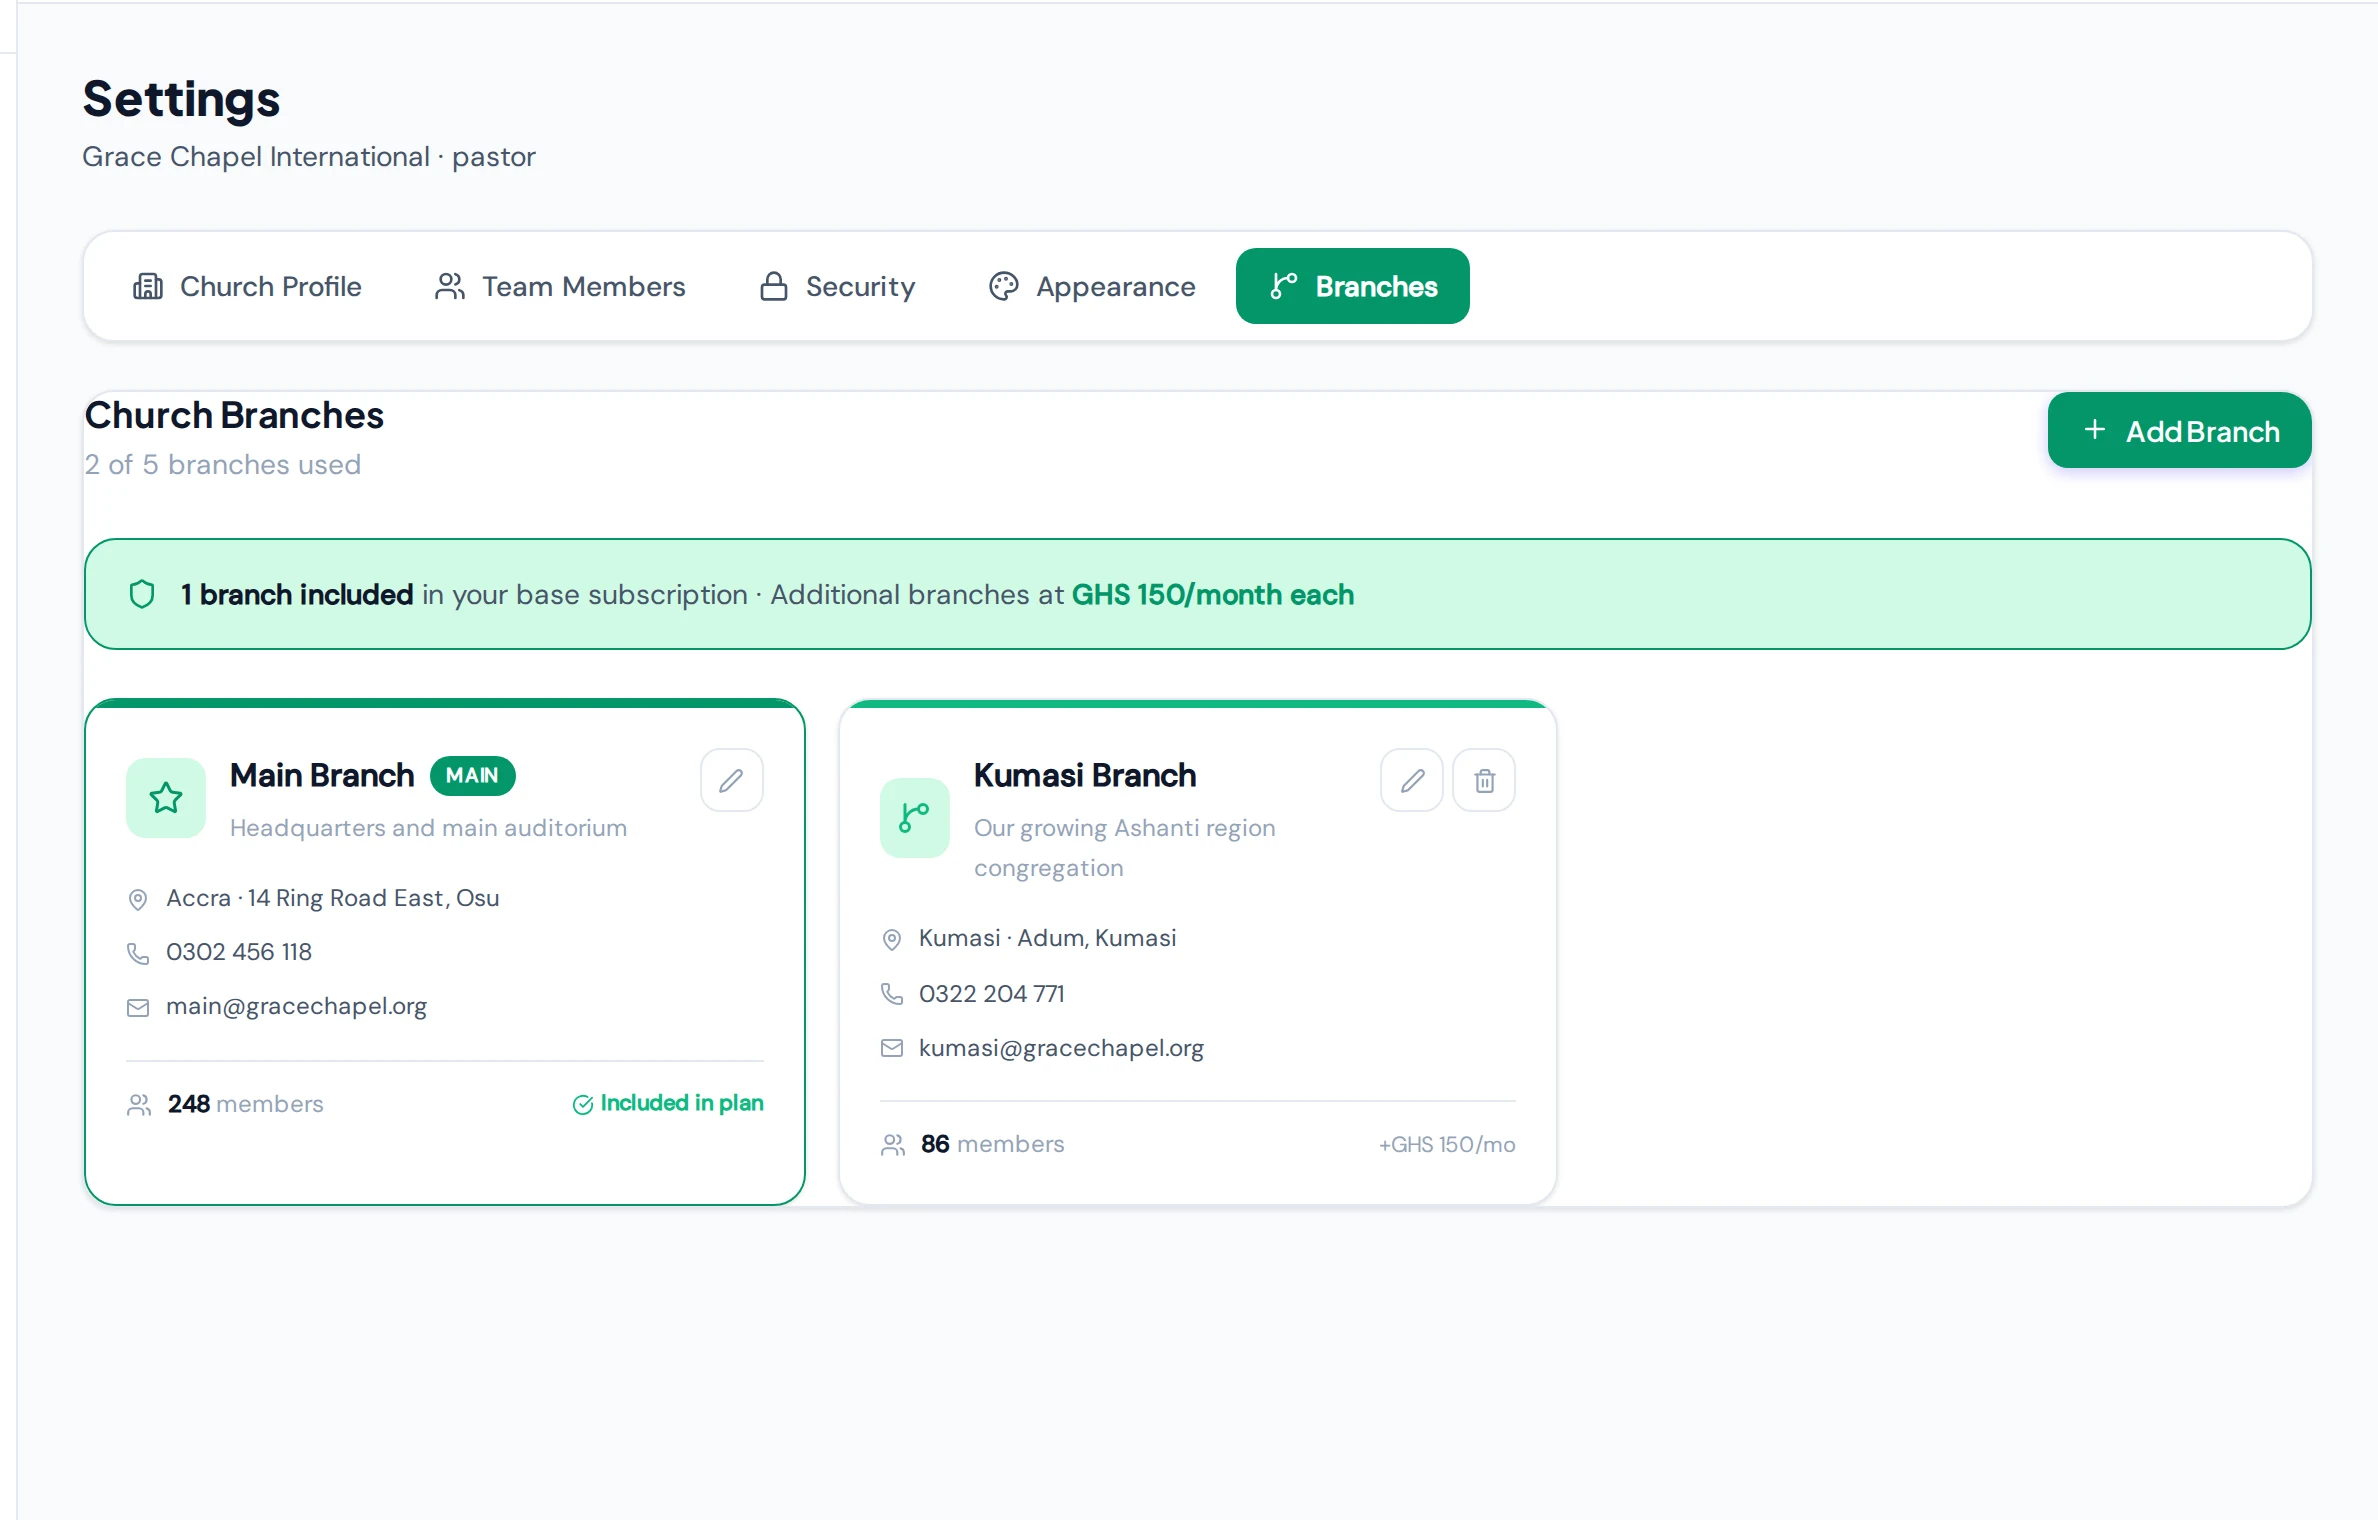 Settings
Grace Chapel International · pastor
Church Profile
Team Members
Security
Appearance
Branches
Church Branches
2 of 5 branches used
Add Branch
1 branch included in your base subscription · Additional branches at GHS 150/month each
Main Branch MAIN
Headquarters and main auditorium
Accra · 14 Ring Road East, Osu
0302 456 118
main@gracechapel.org
248 members
Included in plan
Kumasi Branch
Our growing Ashanti region
congregation
Kumasi · Adum, Kumasi
0322 204 771
kumasi@gracechapel.org
86 members
+GHS 150/mo